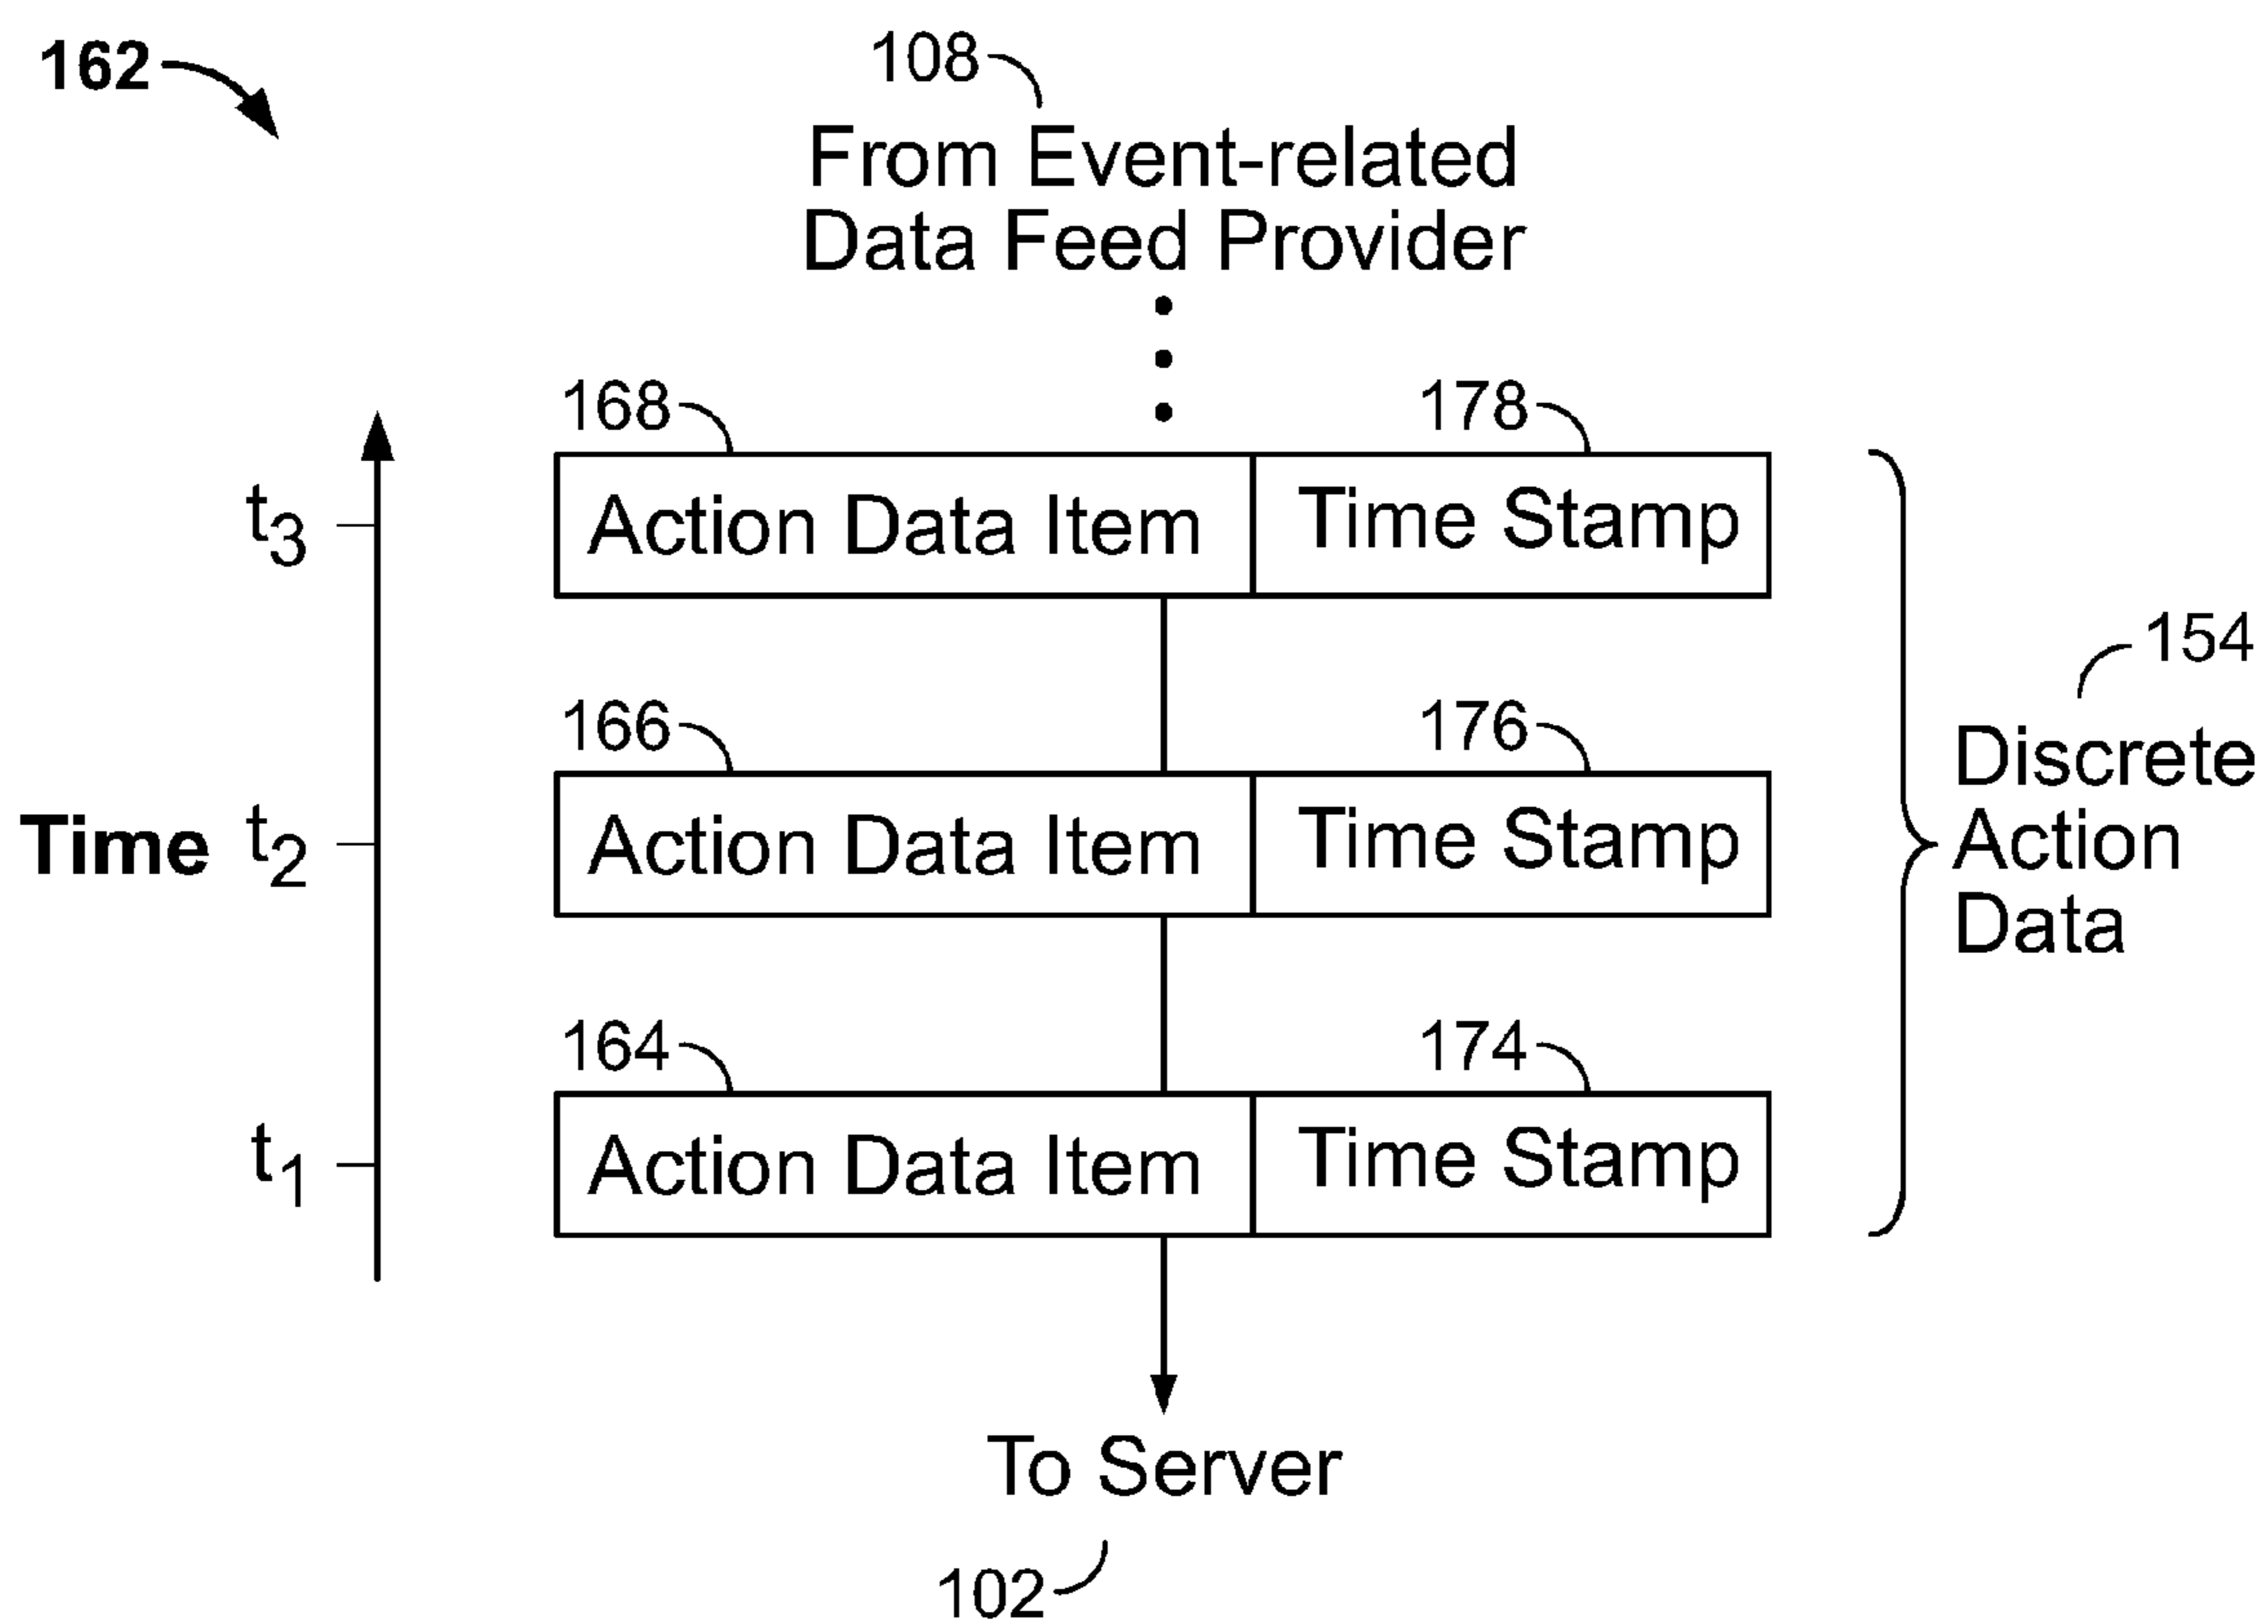 162
108
From Event-related
Data Feed Provider
168 178
t3 Action Data Item Time Stamp
154
166 176
Discrete
Time t2 Action Data Item Time Stamp
Action
Data
164 174
t1 Action Data Item Time Stamp
To Server
102